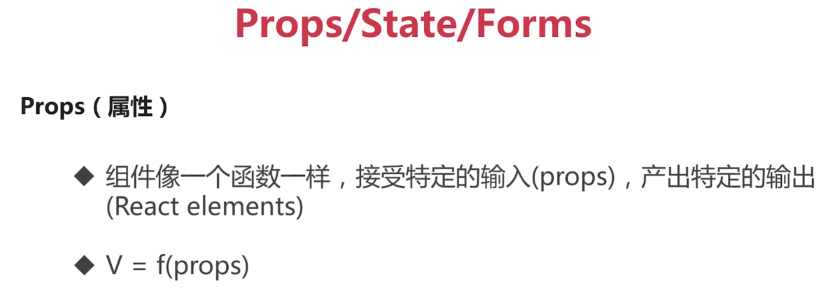 Props/State/Forms
Props（属性）
◆ 组件像一个函数一样，接受特定的输入(props)，产出特定的输出
(React elements)
◆ V = f(props)